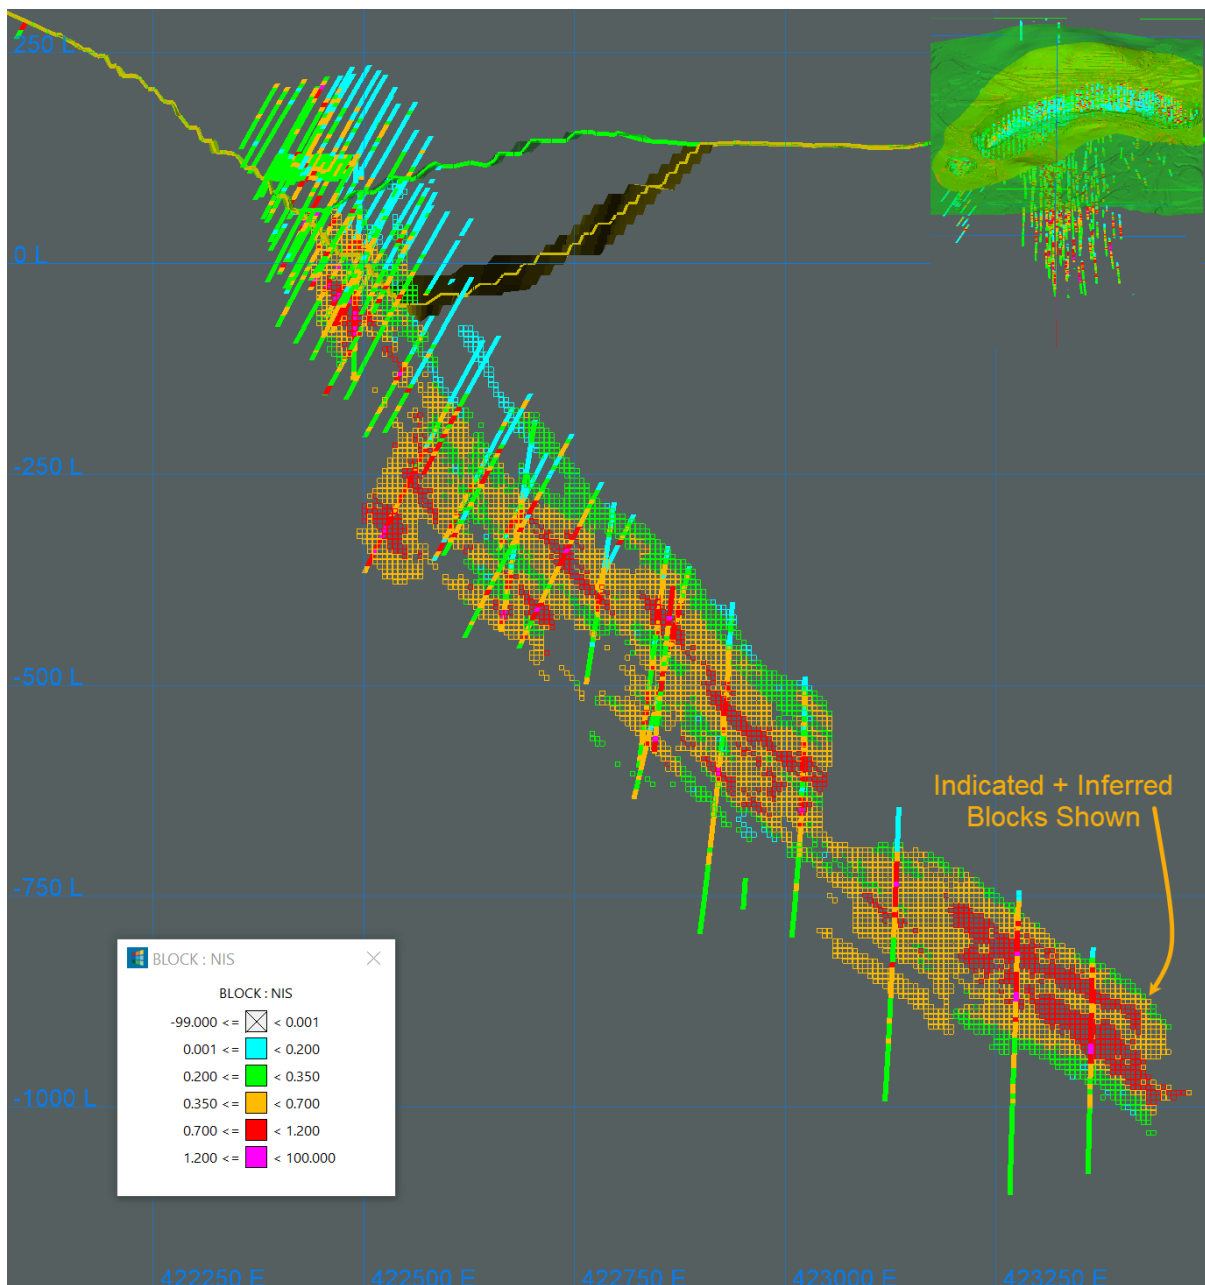 250 L
0 L
-250 L
-500 L
Indicated + Inferred
Blocks Shown
-750 L
BLOCK : NIS
BLOCK : NIS
-99.000 <= < 0.001
0.001 <= < 0.200
0.200 <= < 0.350
0.350 <= < 0.700
0.700 <= < 1.200
1.200 <= < 100.000
-1000 L
422250 E 422500 E 422750 E 423000 E 423250 E